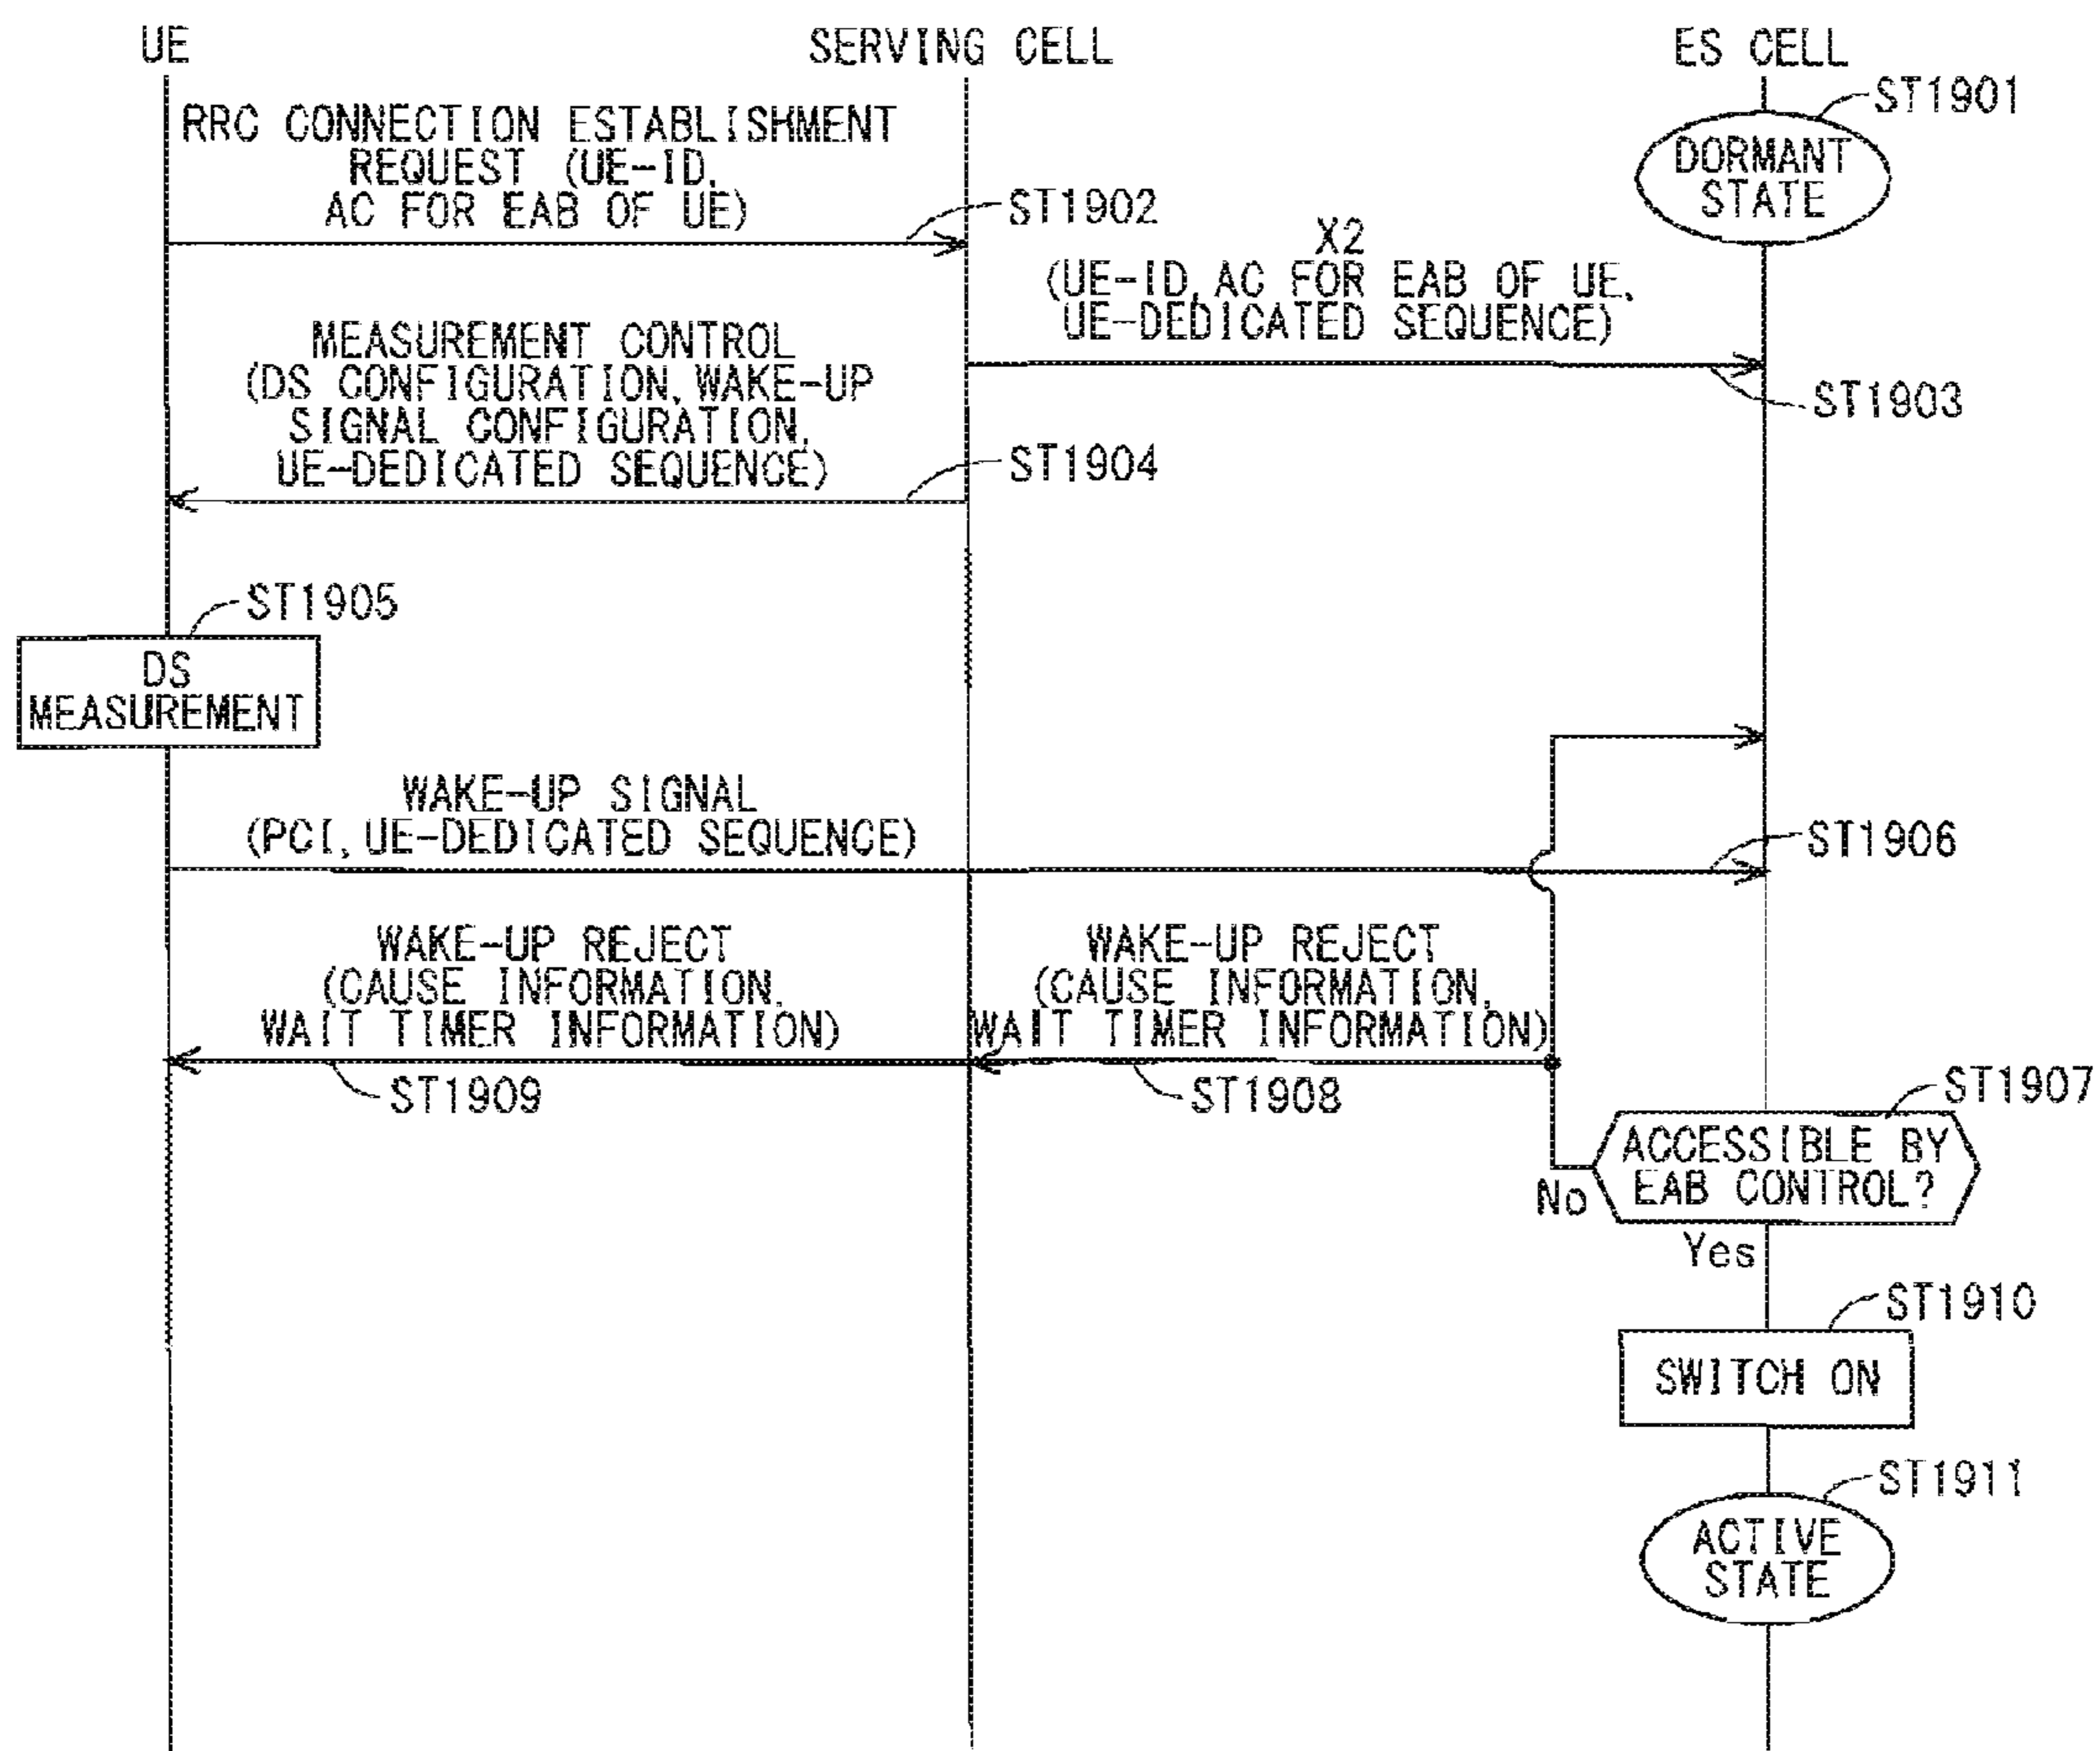 UE
SERVING CELL
ES CELL
ST1901
DORMANT
STATE
RRC CONNECTION ESTABLISHMENT
REQUEST (UE-ID,
AC FOR EAB OF UE)
ST1902
X2
(UE-ID, AC FOR EAB OF UE,
UE-DEDICATED SEQUENCE)
ST1903
MEASUREMENT CONTROL
(DS CONFIGURATION, WAKE-UP
SIGNAL CONFIGURATION,
UE-DEDICATED SEQUENCE)
ST1904
ST1905
DS
MEASUREMENT
WAKE-UP SIGNAL
(PCI, UE-DEDICATED SEQUENCE)
ST1906
WAKE-UP REJECT
(CAUSE INFORMATION,
WAIT TIMER INFORMATION)
ST1909
WAKE-UP REJECT
(CAUSE INFORMATION,
WAIT TIMER INFORMATION)
ST1908
ST1907
ACCESSIBLE BY
EAB CONTROL?
No
Yes
ST1910
SWITCH ON
ST1911
ACTIVE
STATE